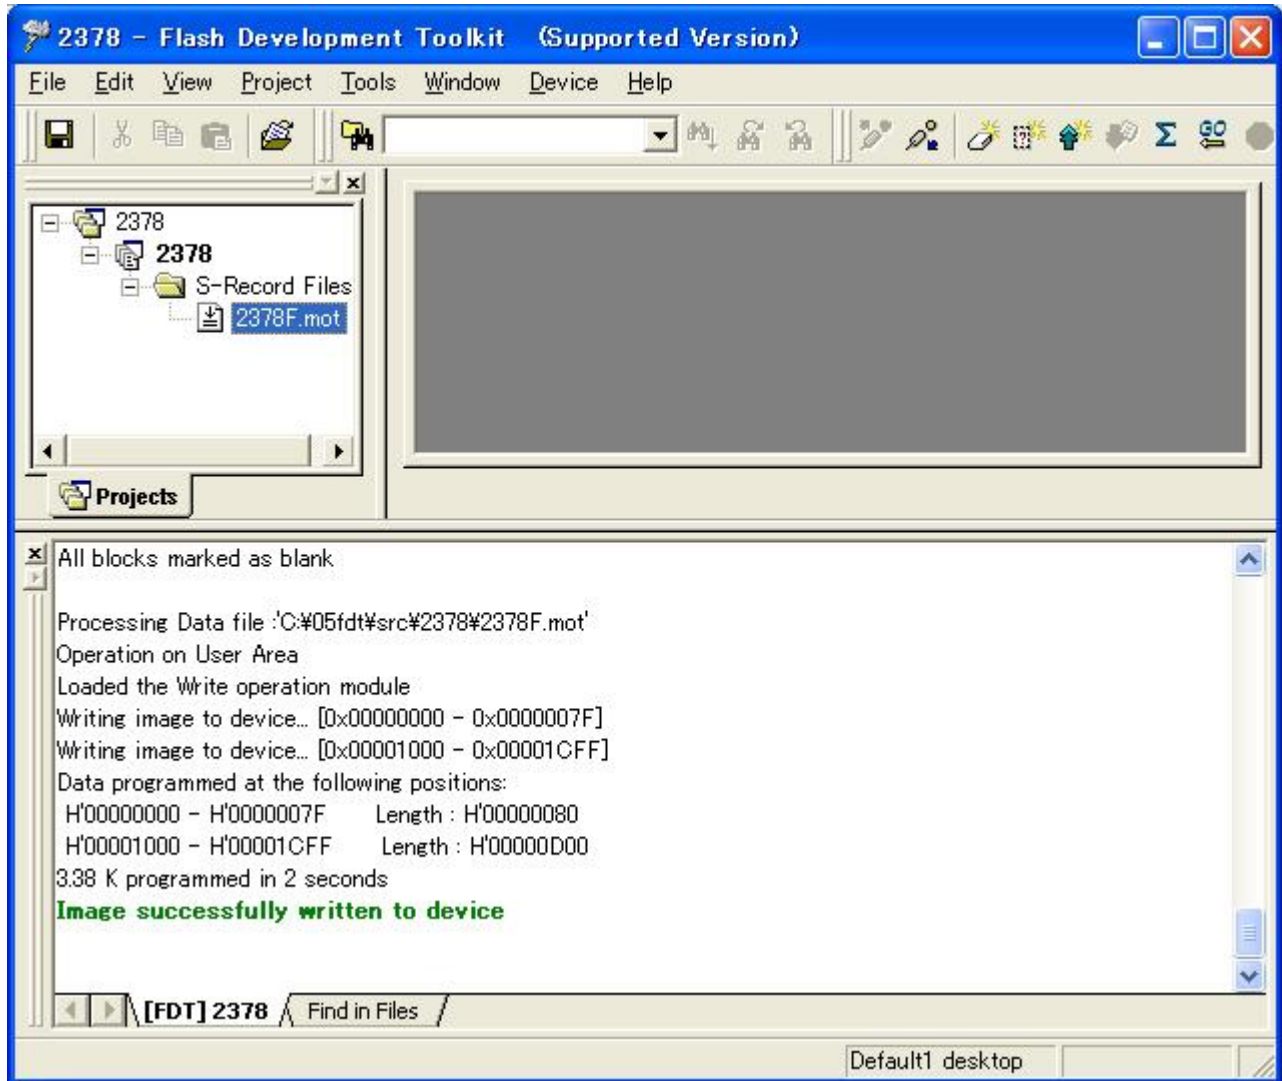 2378 - Flash Development Toolkit (Supported Version)
File Edit View Project Tools Window Device Help
GO
2378
2378
S-Record Files
2378F.mot
Projects
All blocks marked as blank
Processing Data file :'C:¥05fdt¥src¥2378¥2378F.mot'
Operation on User Area
Loaded the Write operation module
Writing image to device... [0x00000000 - 0x0000007F]
Writing image to device... [0x00001000 - 0x00001CFF]
Data programmed at the following positions:
H'00000000 - H'0000007F Length : H'00000080
H'00001000 - H'00001CFF Length : H'00000D00
3.38 K programmed in 2 seconds
Image successfully written to device
[FDT] 2378 Find in Files
Default1 desktop